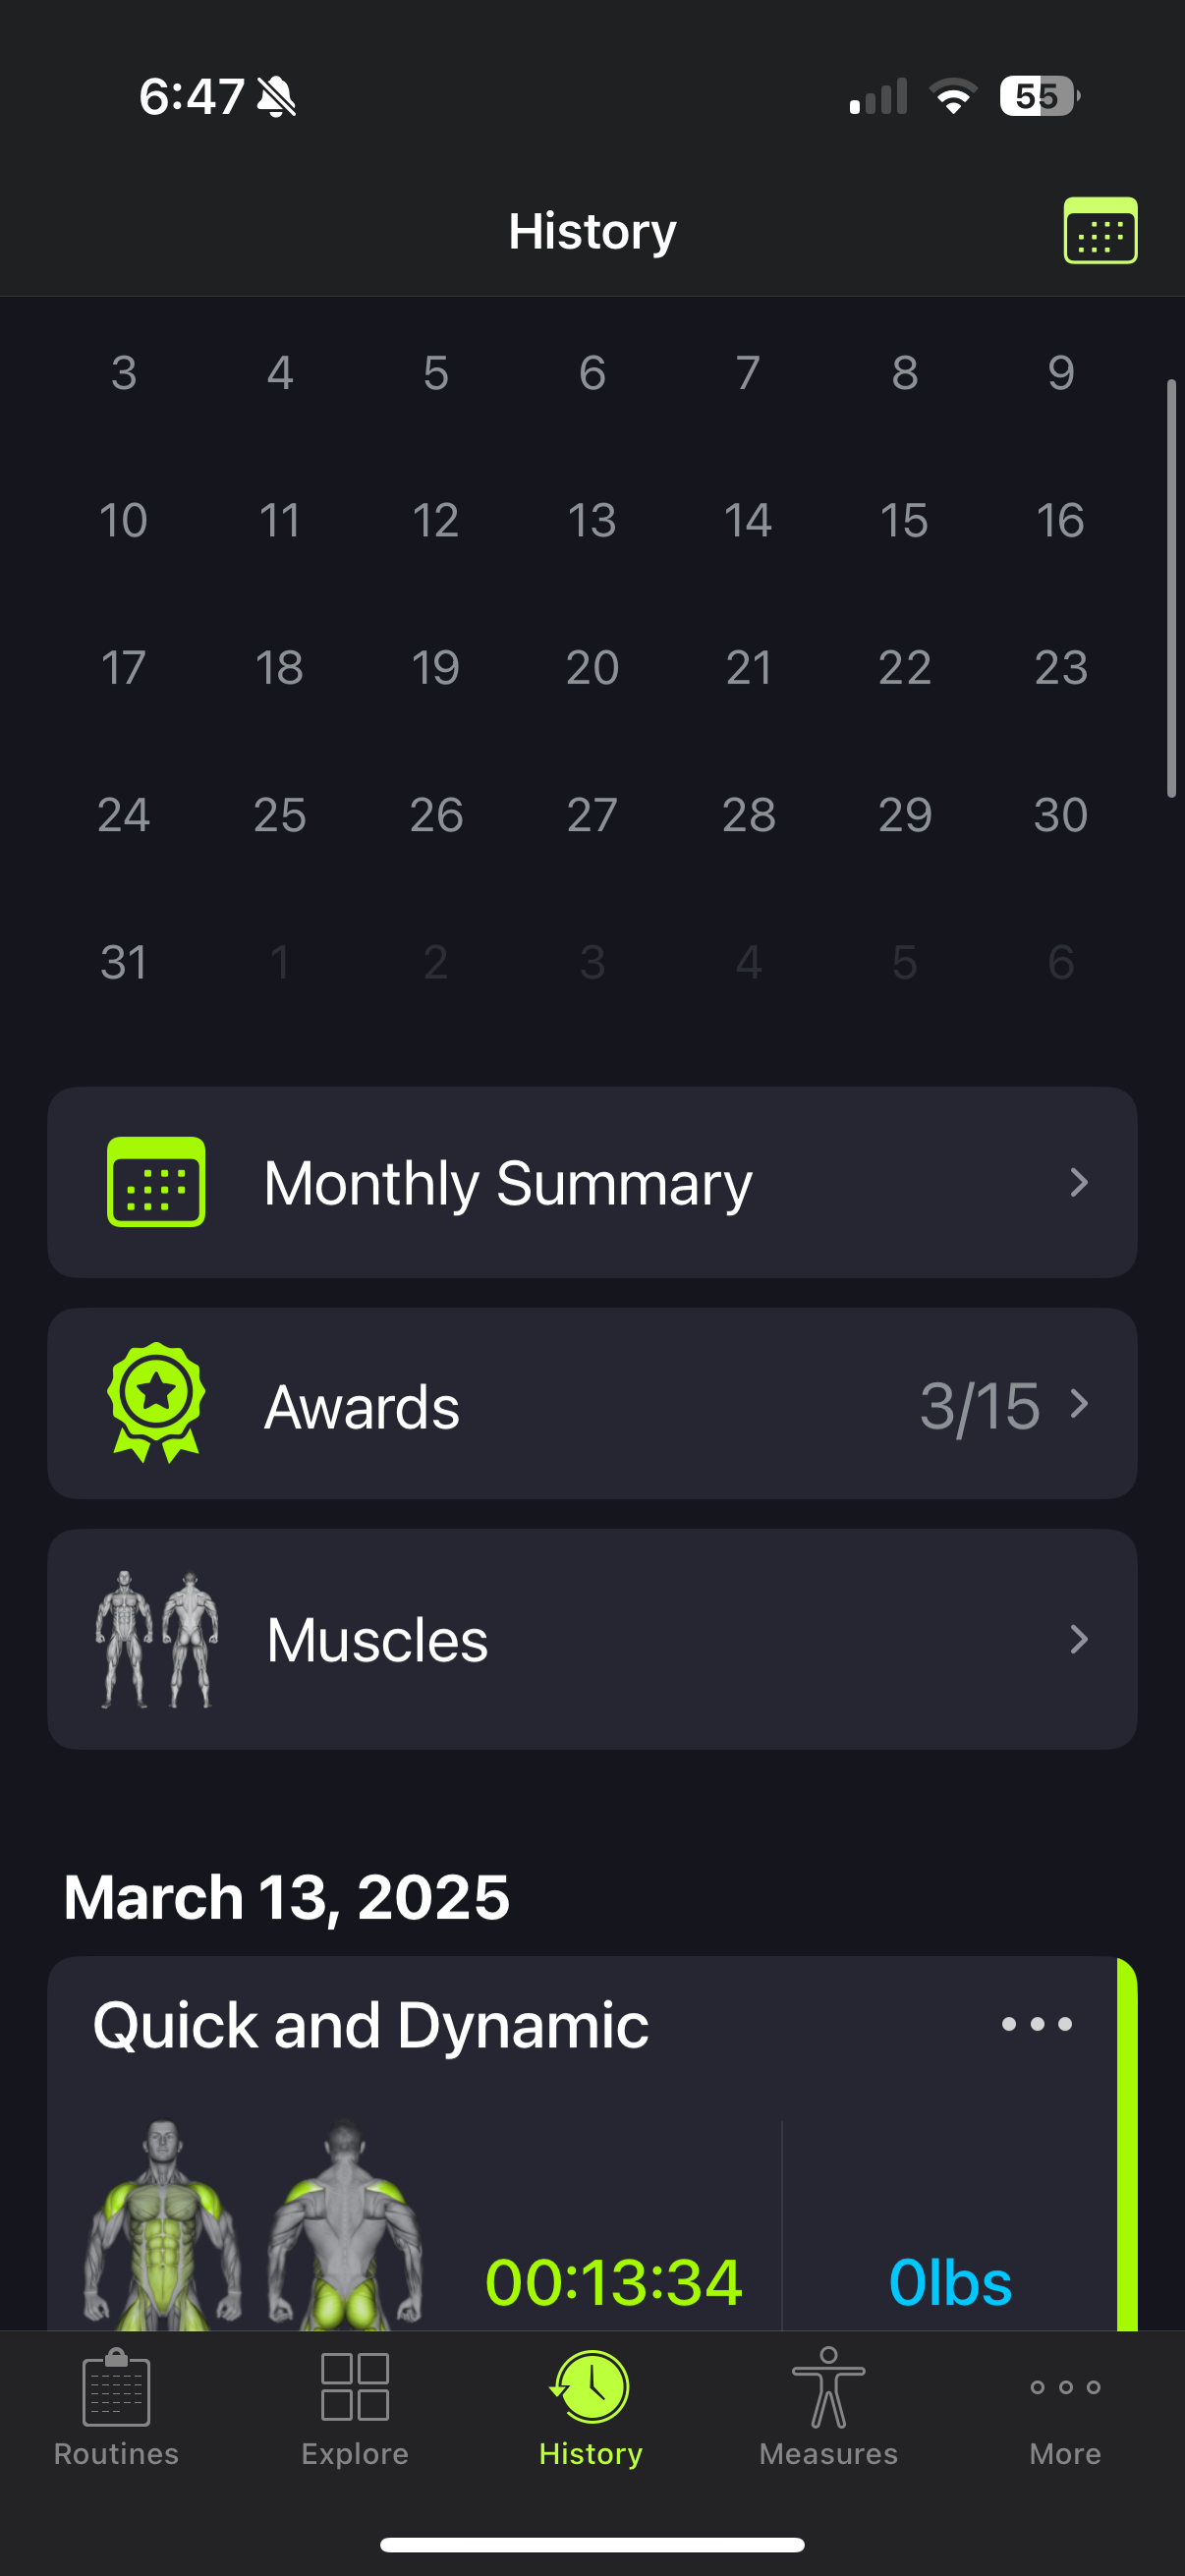 6:47 55
History
3 4 5 6 7 8 9
10 11 12 13 14 15 16
17 18 19 20 21 22 23
24 25 26 27 28 29 30
31 1 2 3 4 5 6
Monthly Summary
Awards 3/15
Muscles
March 13, 2025
Quick and Dynamic
00:13:34 0lbs
Routines Explore History Measures More